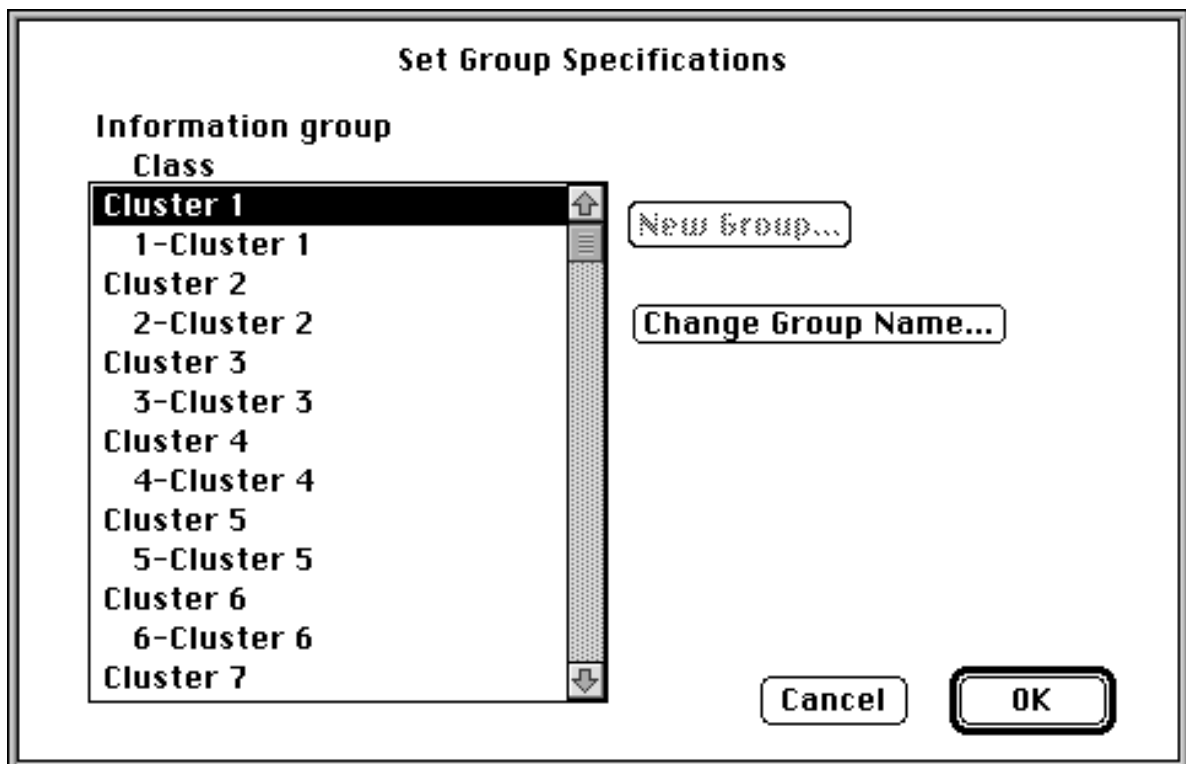 Set Group Specifications
Information group
Class
Cluster 1
1-Cluster 1
Cluster 2
2-Cluster 2
Cluster 3
3-Cluster 3
Cluster 4
4-Cluster 4
Cluster 5
5-Cluster 5
Cluster 6
6-Cluster 6
Cluster 7
New Group...
Change Group Name...
Cancel
OK